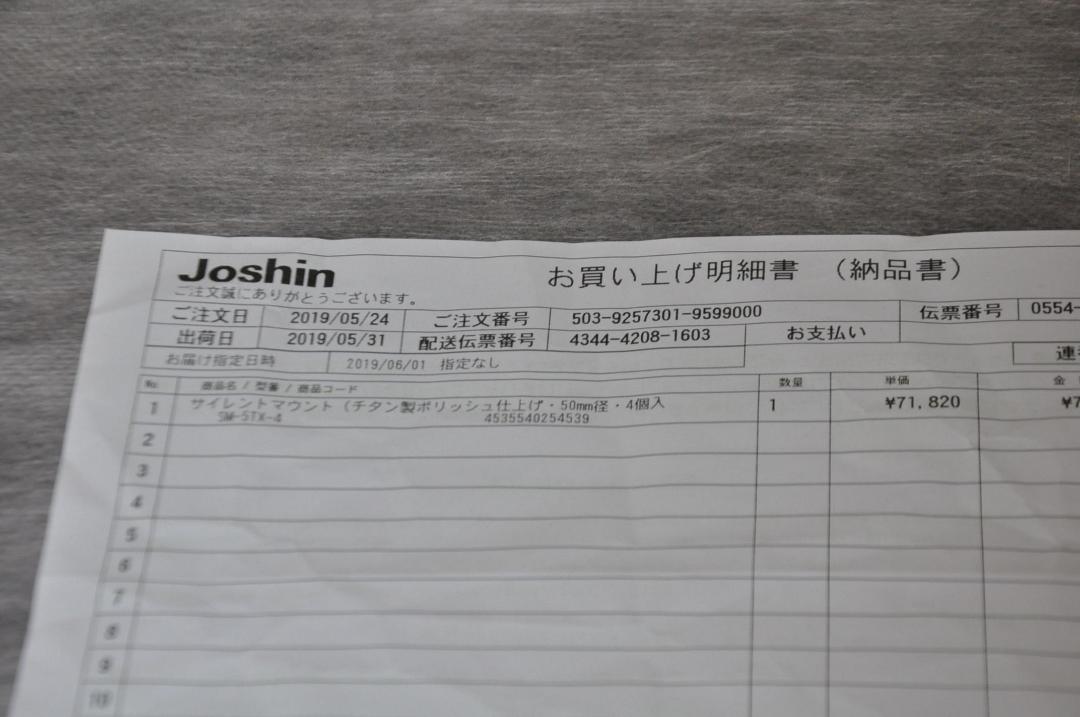 Joshin
お買い上げ明細書 （納品書）
ご注文誠にありがとうございます。
ご注文日 2019/05/24 ご注文番号 503-9257301-9599000 伝票番号 0554-
出荷日 2019/05/31 配送伝票番号 4344-4208-1603 お支払い
お届け指定日時 2019/06/01 指定なし 連
No. 商品名 / 型番 / 商品コード 数量 単価 金
1 サイレントマウント（チタン製ポリッシュ仕上げ・50mm径・4個入 1 ¥71,820 ¥7
SM-5TX-4 4535540254539
2
3
4
5
6
7
8
9
10